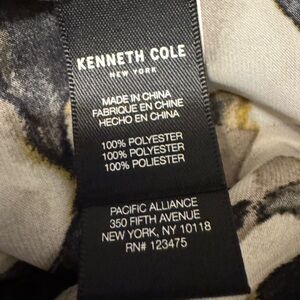 KENNETH COLE
NEW YORK
MADE IN CHINA
FABRIQUE EN CHINE
HECHO EN CHINA
100% POLYESTER
100% POLYESTER
100% POLIESTER
PACIFIC ALLIANCE
350 FIFTH AVENUE
NEW YORK, NY 10118
RN# 123475